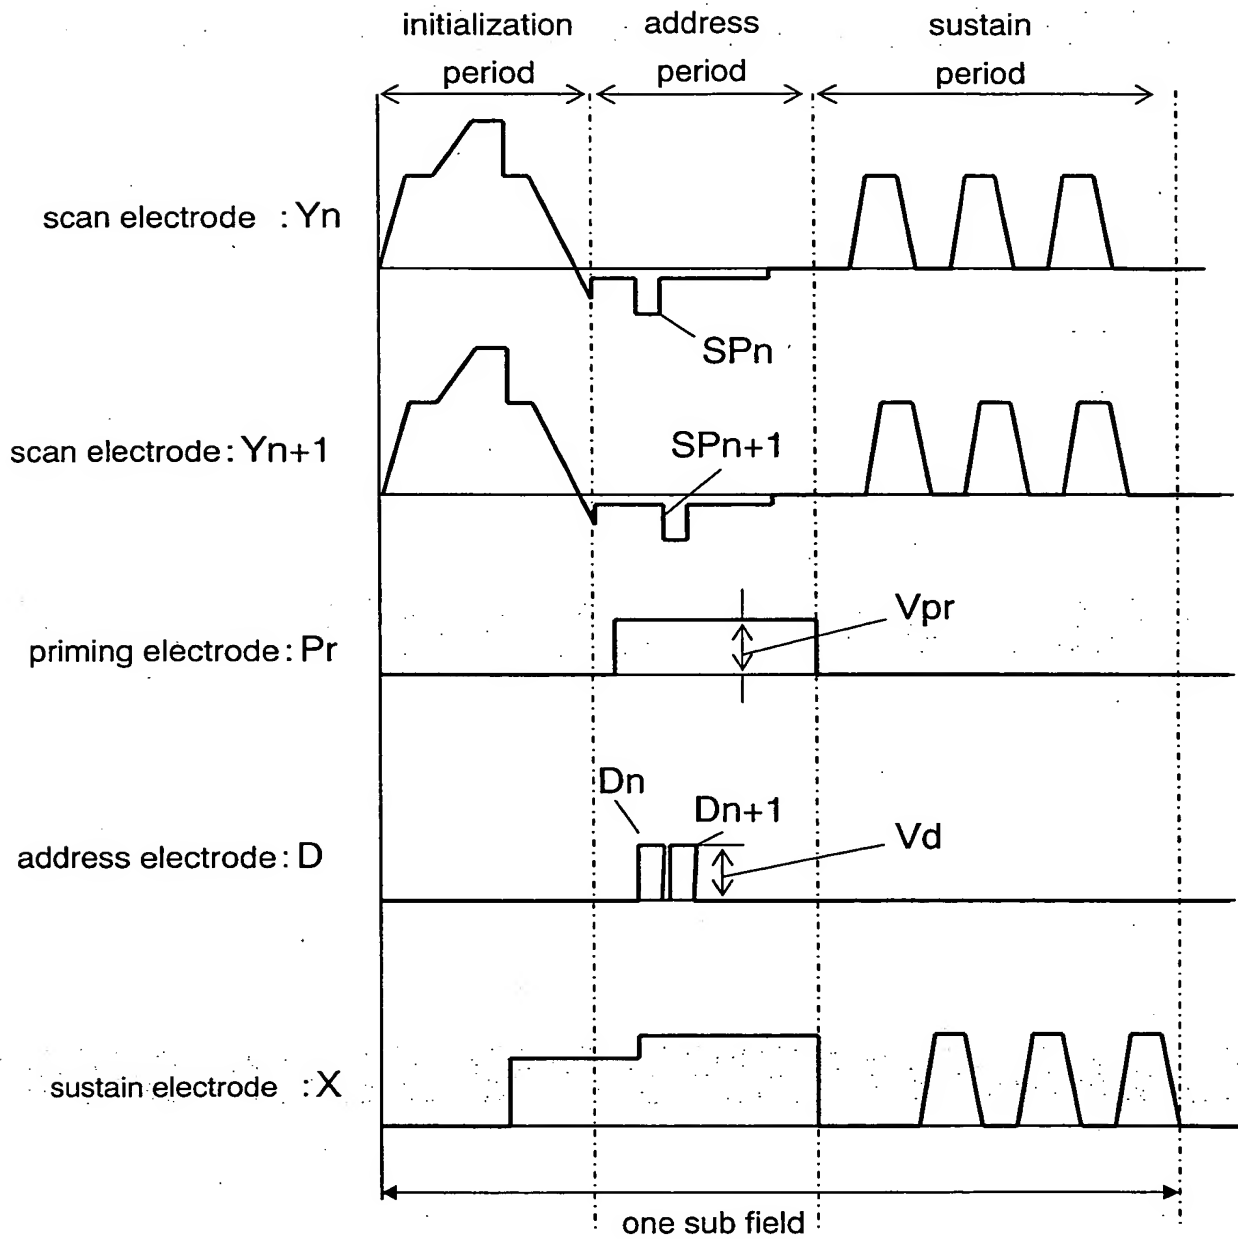 initialization period
address period
sustain period
scan electrode : Yn
SPn
scan electrode: Yn+1
SPn+1
priming electrode: Pr
Vpr
address electrode: D
Dn
Dn+1
Vd
sustain electrode : X
one sub field